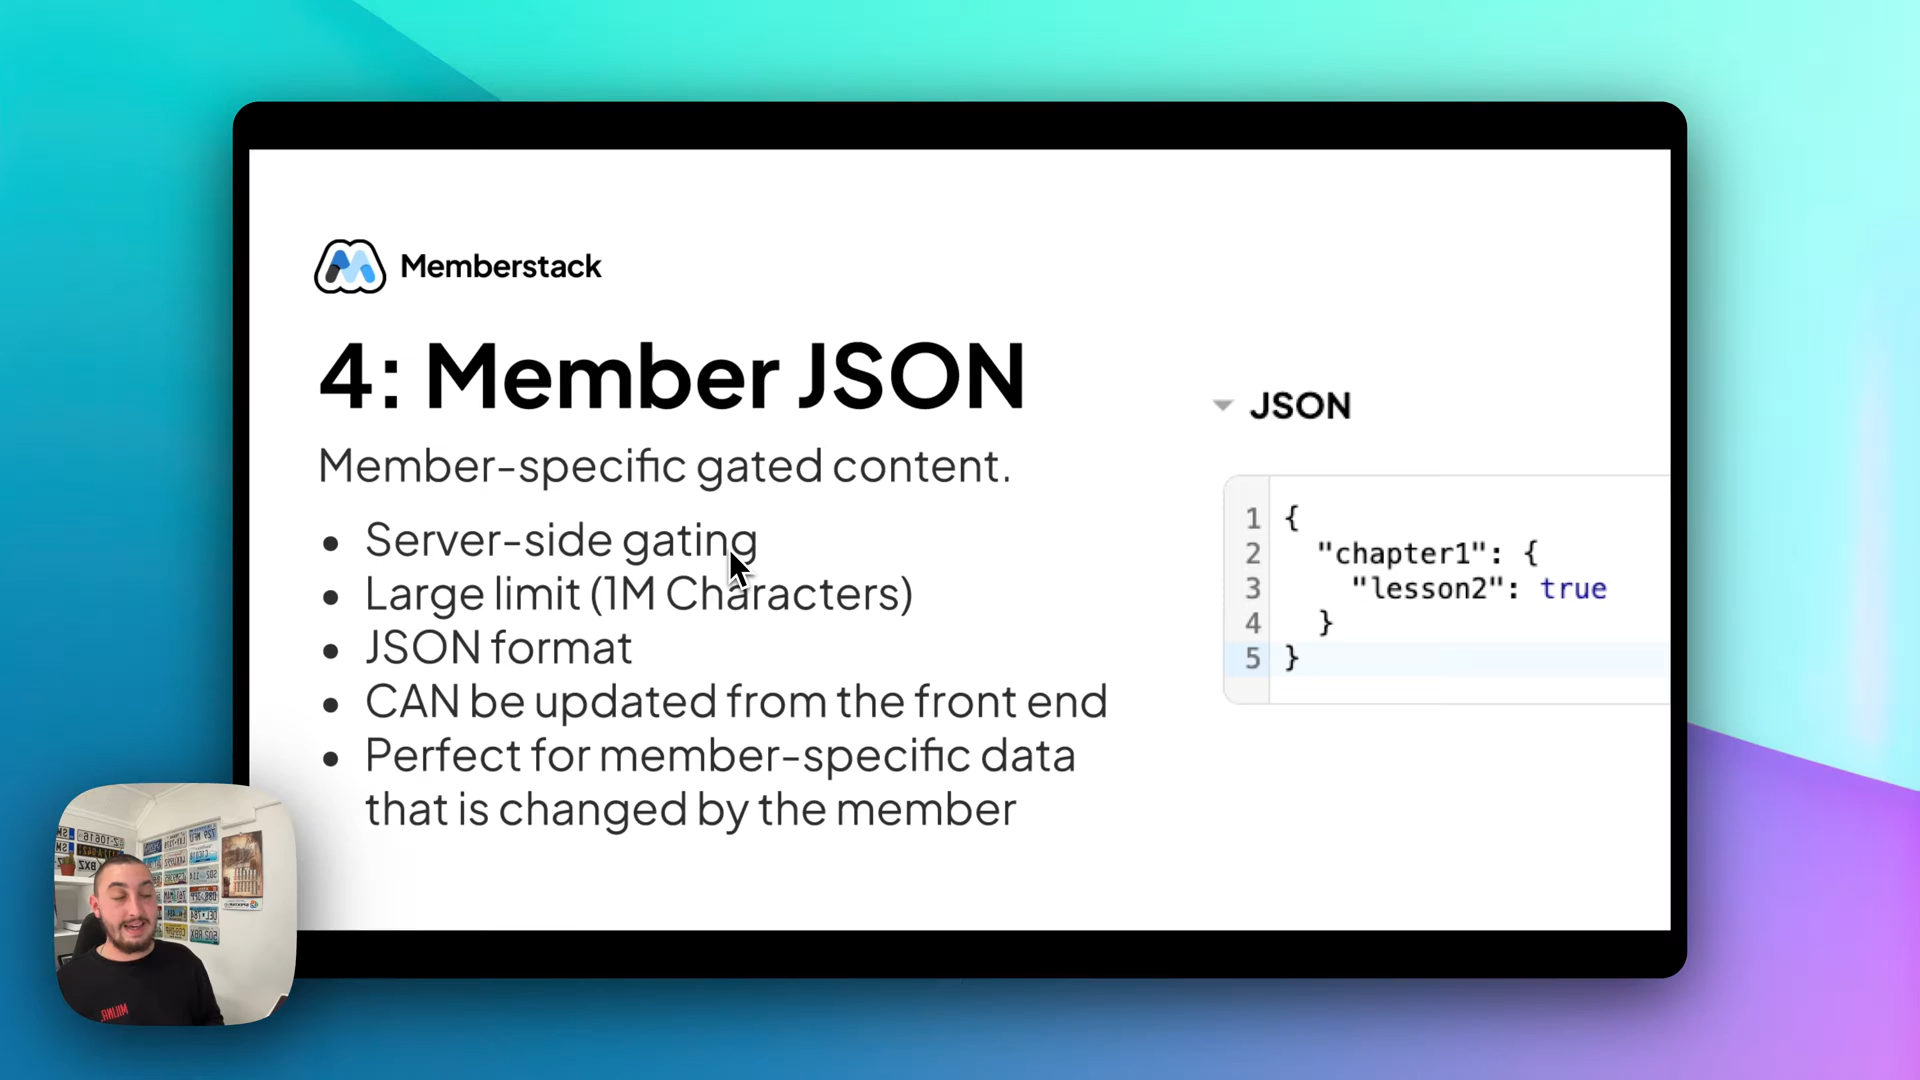 Memberstack
4: Member JSON
Member-specific gated content.
• Server-side gating
• Large limit (1M Characters)
• JSON format
• CAN be updated from the front end
• Perfect for member-specific data
that is changed by the member
JSON
1 {
2 "chapter1": {
3 "lesson2": true
4 }
5 }